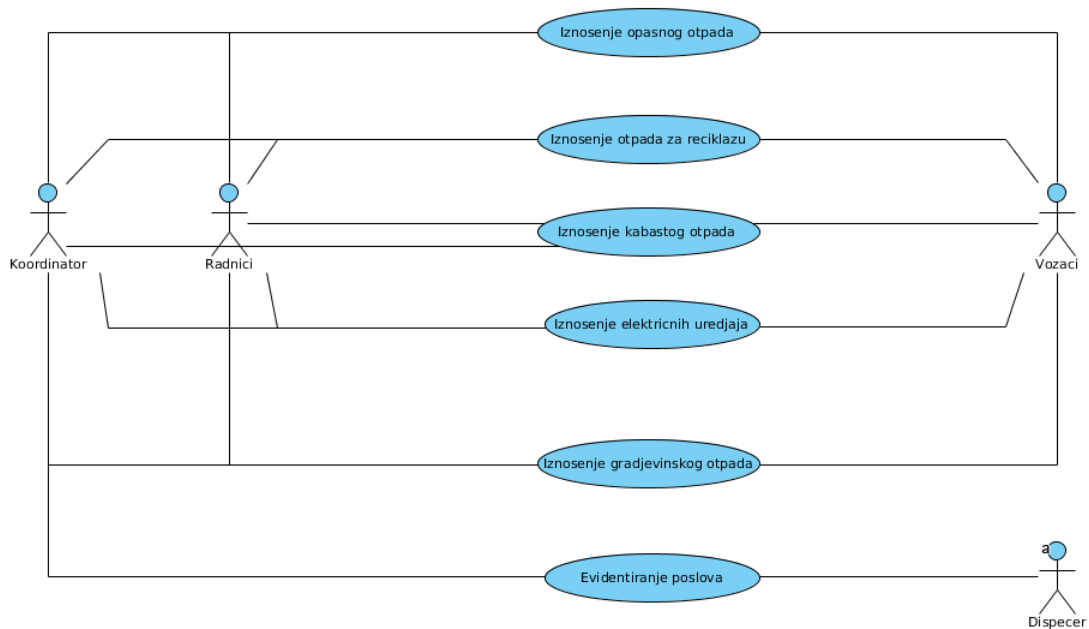 Iznosenje opasnog otpada
Iznosenje otpada za reciklazu
Iznosenje kabastog otpada
Koordinator
Radnici
Vozaci
Iznosenje elektricnih uredjaja
Iznosenje gradjevinskog otpada
a
Evidentiranje poslova
Dispecer